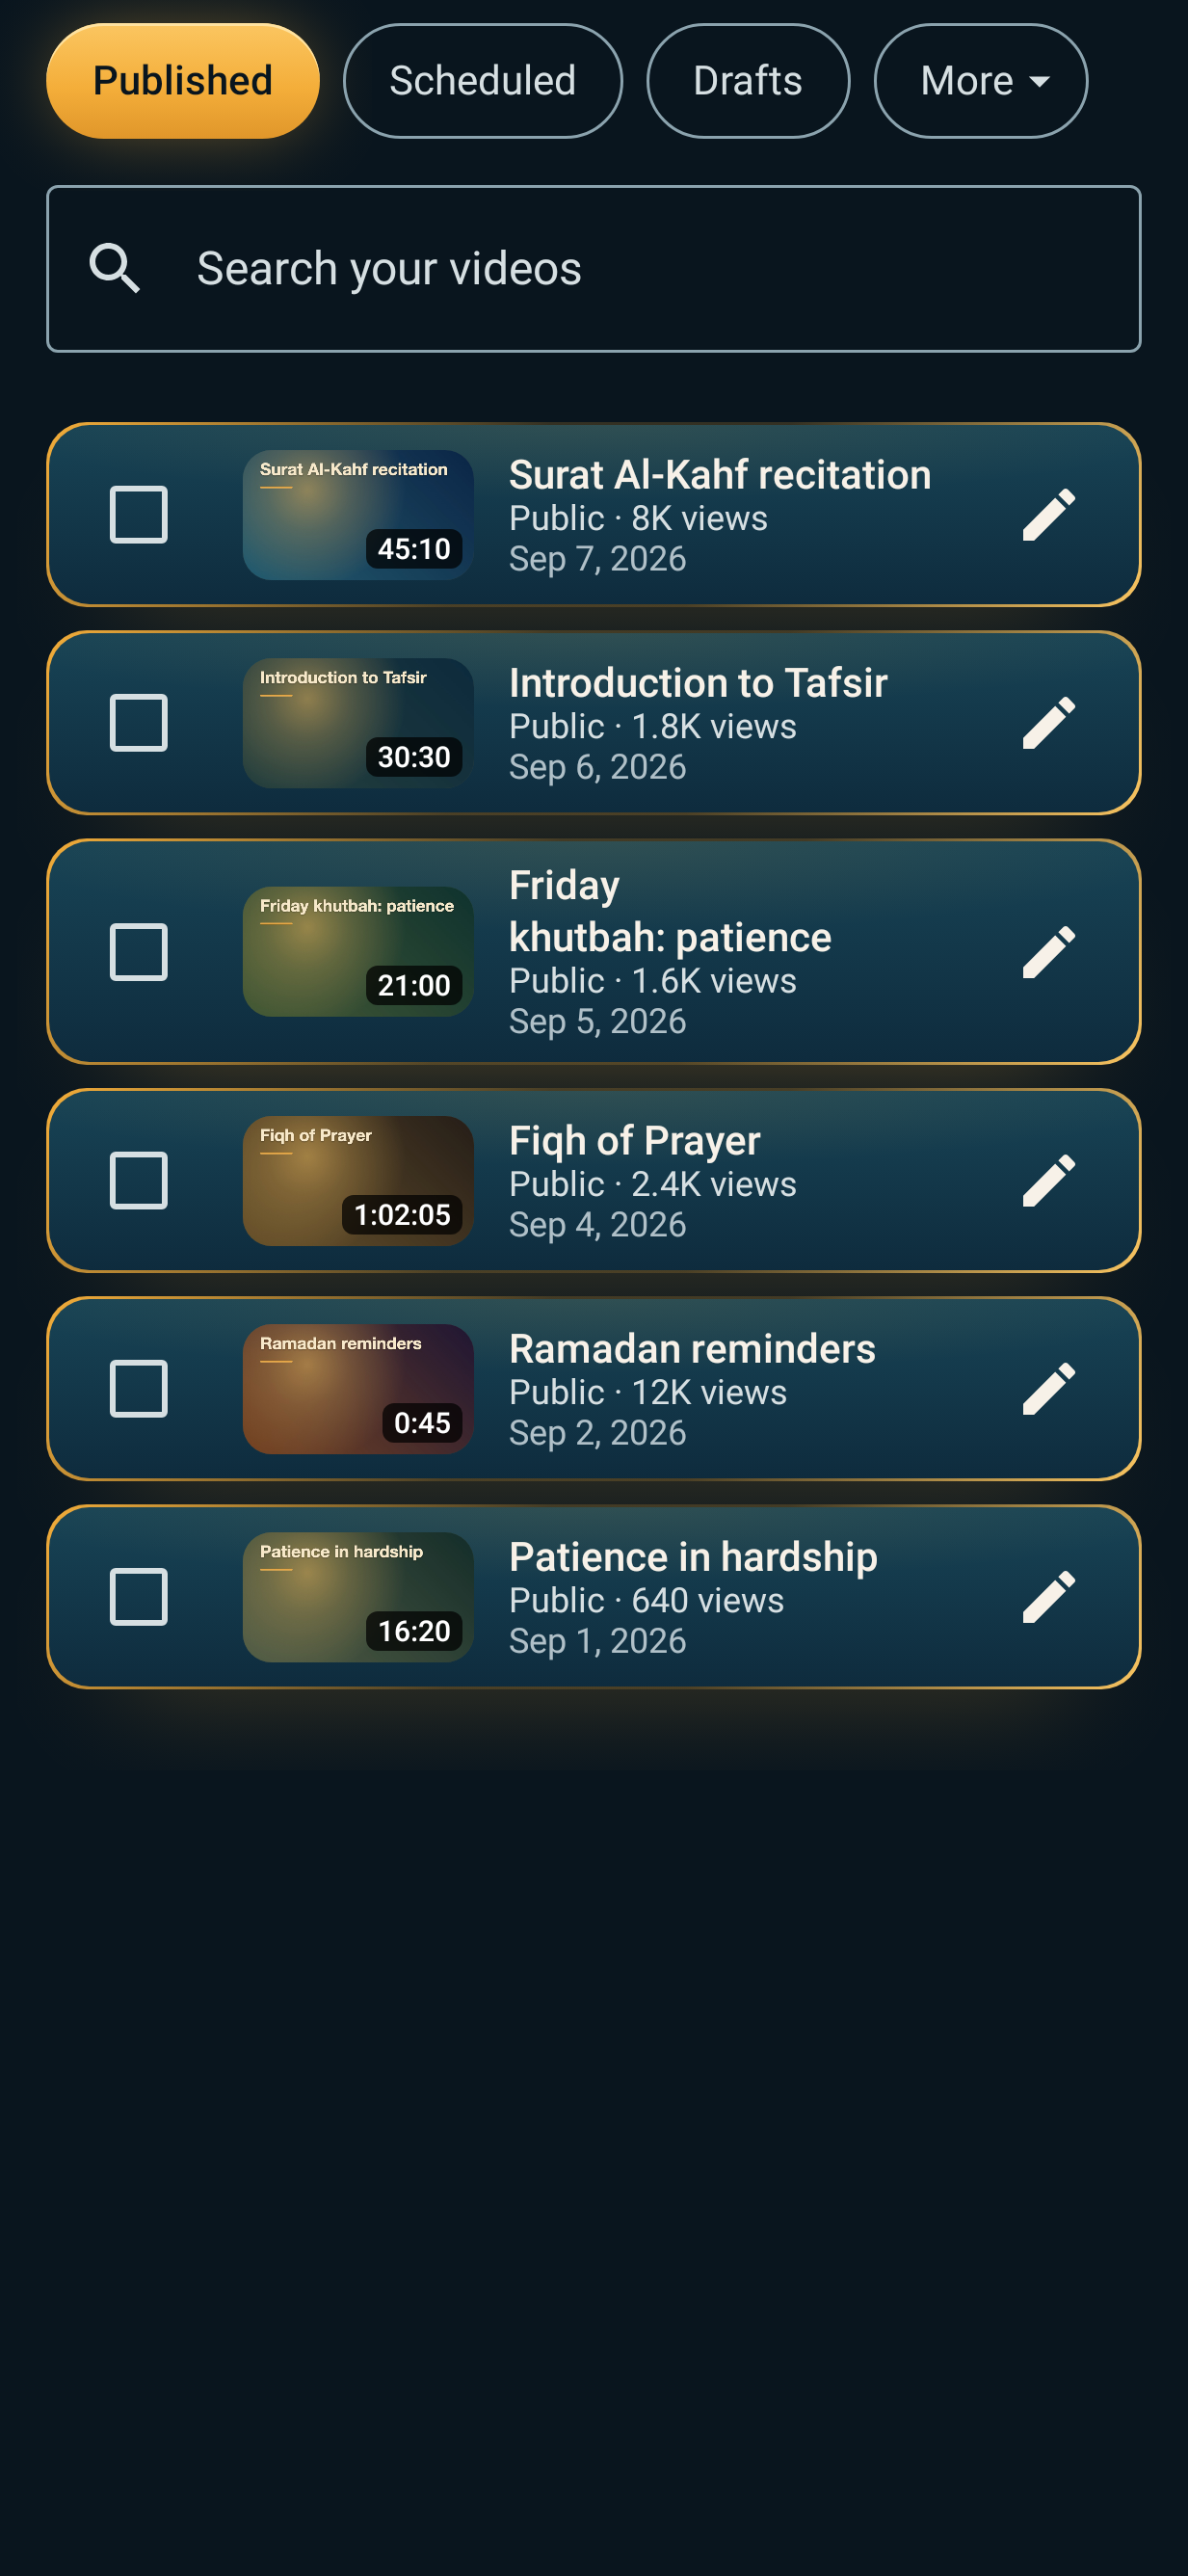 Published
Scheduled
Drafts
More
Search your videos
Surat Al-Kahf recitation
45:10
Surat Al-Kahf recitation
Public · 8K views
Sep 7, 2026
Introduction to Tafsir
30:30
Introduction to Tafsir
Public · 1.8K views
Sep 6, 2026
Friday khutbah: patience
21:00
Friday
khutbah: patience
Public · 1.6K views
Sep 5, 2026
Fiqh of Prayer
1:02:05
Fiqh of Prayer
Public · 2.4K views
Sep 4, 2026
Ramadan reminders
0:45
Ramadan reminders
Public · 12K views
Sep 2, 2026
Patience in hardship
16:20
Patience in hardship
Public · 640 views
Sep 1, 2026